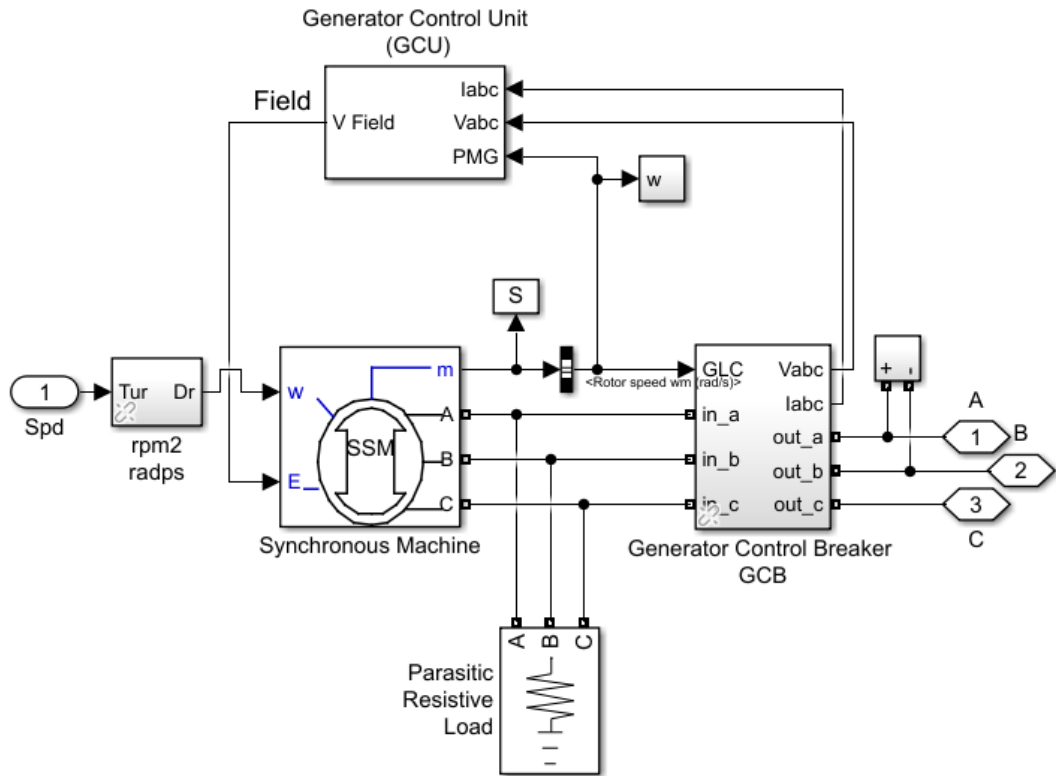 Generator Control Unit
(GCU)
Field
V Field
Iabc
Vabc
PMG
w
S
1
Spd
Tur
Dr
rpm2
radps
w
E
m
SSM
A
B
C
Synchronous Machine
<Rotor speed wm (rad/s)>
GLC
in_a
in_b
in_c
Vabc
Iabc
out_a
out_b
out_c
Generator Control Breaker
GCB
+
-
A
1
B
2
3
C
A
B
C
Parasitic
Resistive
Load